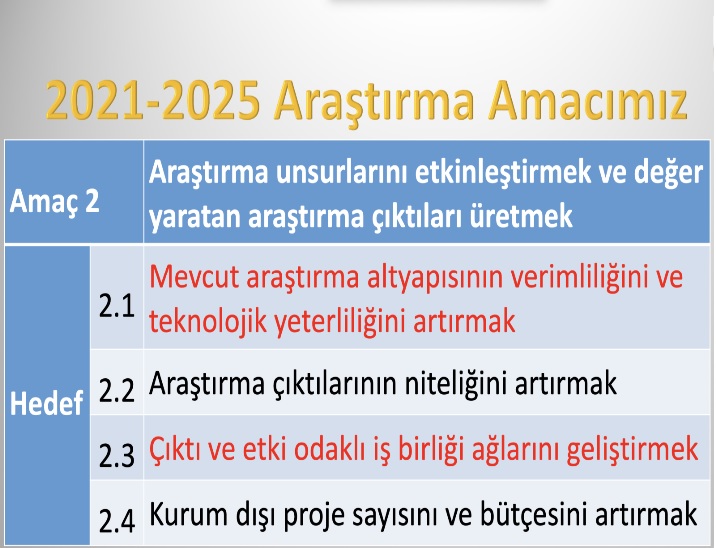 2021-2025 Araştırma Amacımız
Amaç 2
Araştırma unsurlarını etkinleştirmek ve değer
yaratan araştırma çıktıları üretmek
Hedef
2.1
Mevcut araştırma altyapısının verimliliğini ve
teknolojik yeterliliğini artırmak
2.2
Araştırma çıktılarının niteliğini artırmak
2.3
Çıktı ve etki odaklı iş birliği ağlarını geliştirmek
2.4
Kurum dışı proje sayısını ve bütçesini artırmak